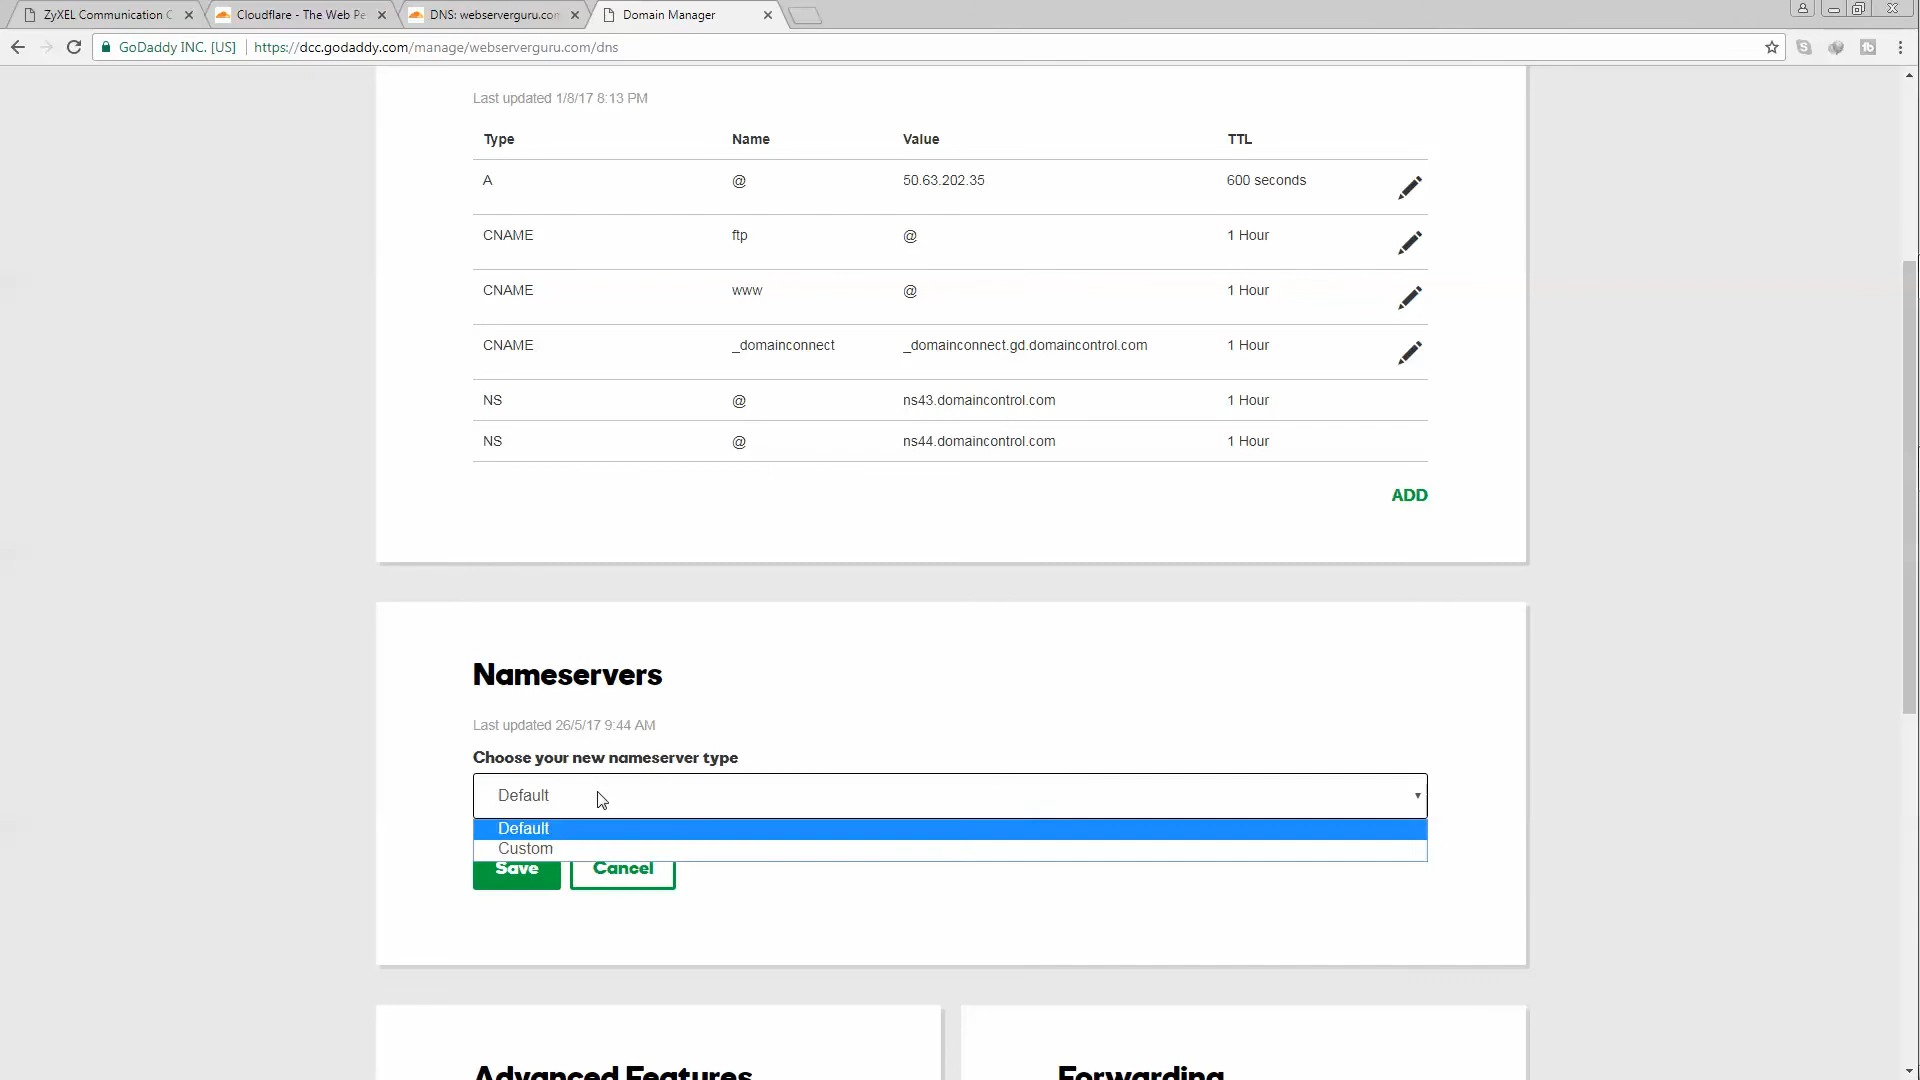 ZyXEL Communication C
Cloudflare - The Web Pe
DNS: webserverguru.com
Domain Manager
GoDaddy INC. [US] https://dcc.godaddy.com/manage/webserverguru.com/dns
Last updated 1/8/17 8:13 PM
Type Name Value TTL
A @ 50.63.202.35 600 seconds
CNAME ftp @ 1 Hour
CNAME www @ 1 Hour
CNAME _domainconnect _domainconnect.gd.domaincontrol.com 1 Hour
NS @ ns43.domaincontrol.com 1 Hour
NS @ ns44.domaincontrol.com 1 Hour
ADD
Nameservers
Last updated 26/5/17 9:44 AM
Choose your new nameserver type
Default
Default
Custom
Save Cancel
Advanced Features Forwarding